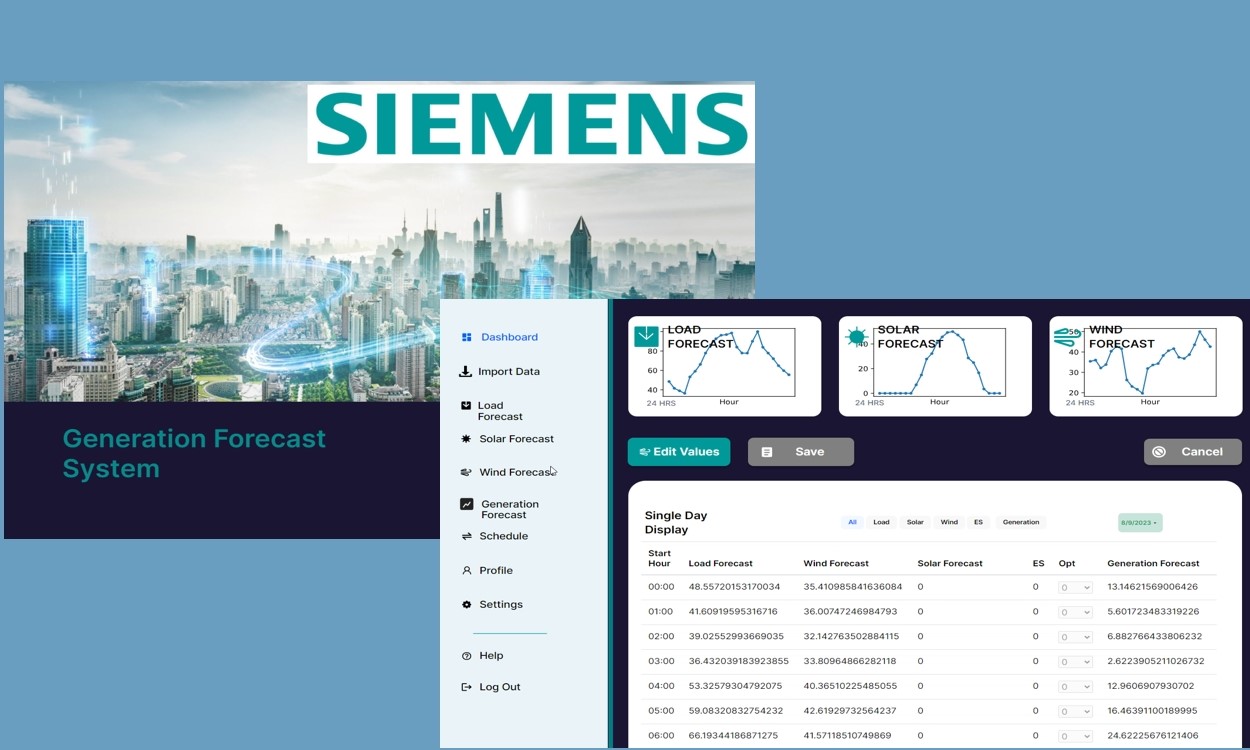 SIEMENS
Generation Forecast
System
Dashboard
Import Data
Load
Forecast
Solar Forecast
Wind Forecast
Generation
Forecast
Schedule
Profile
Settings
Help
Log Out
LOAD
FORECAST
80
60
40
24 HRS
Hour
SOLAR
FORECAST
40
20
0
24 HRS
Hour
WIND
FORECAST
50
40
30
20
24 HRS
Hour
Edit Values
Save
Cancel
Single Day
Display
All Load Solar Wind ES Generation
8/9/2023
Start
Hour Load Forecast Wind Forecast Solar Forecast ES Opt Generation Forecast
00:00 48.55720153170034 35.410985841636084 0 0 0 13.14621569006426
01:00 41.60919595316716 36.00747246984793 0 0 0 5.601723483319226
02:00 39.02552993669035 32.142763502884115 0 0 0 6.882766433806232
03:00 36.432039183923855 33.80964866282118 0 0 0 2.6223905211026732
04:00 53.32579304792075 40.36510225485055 0 0 0 12.9606907930702
05:00 59.08320832754232 42.61929732564237 0 0 0 16.46391100189995
06:00 66.19344186871275 41.57118510749869 0 0 0 24.62225676121406